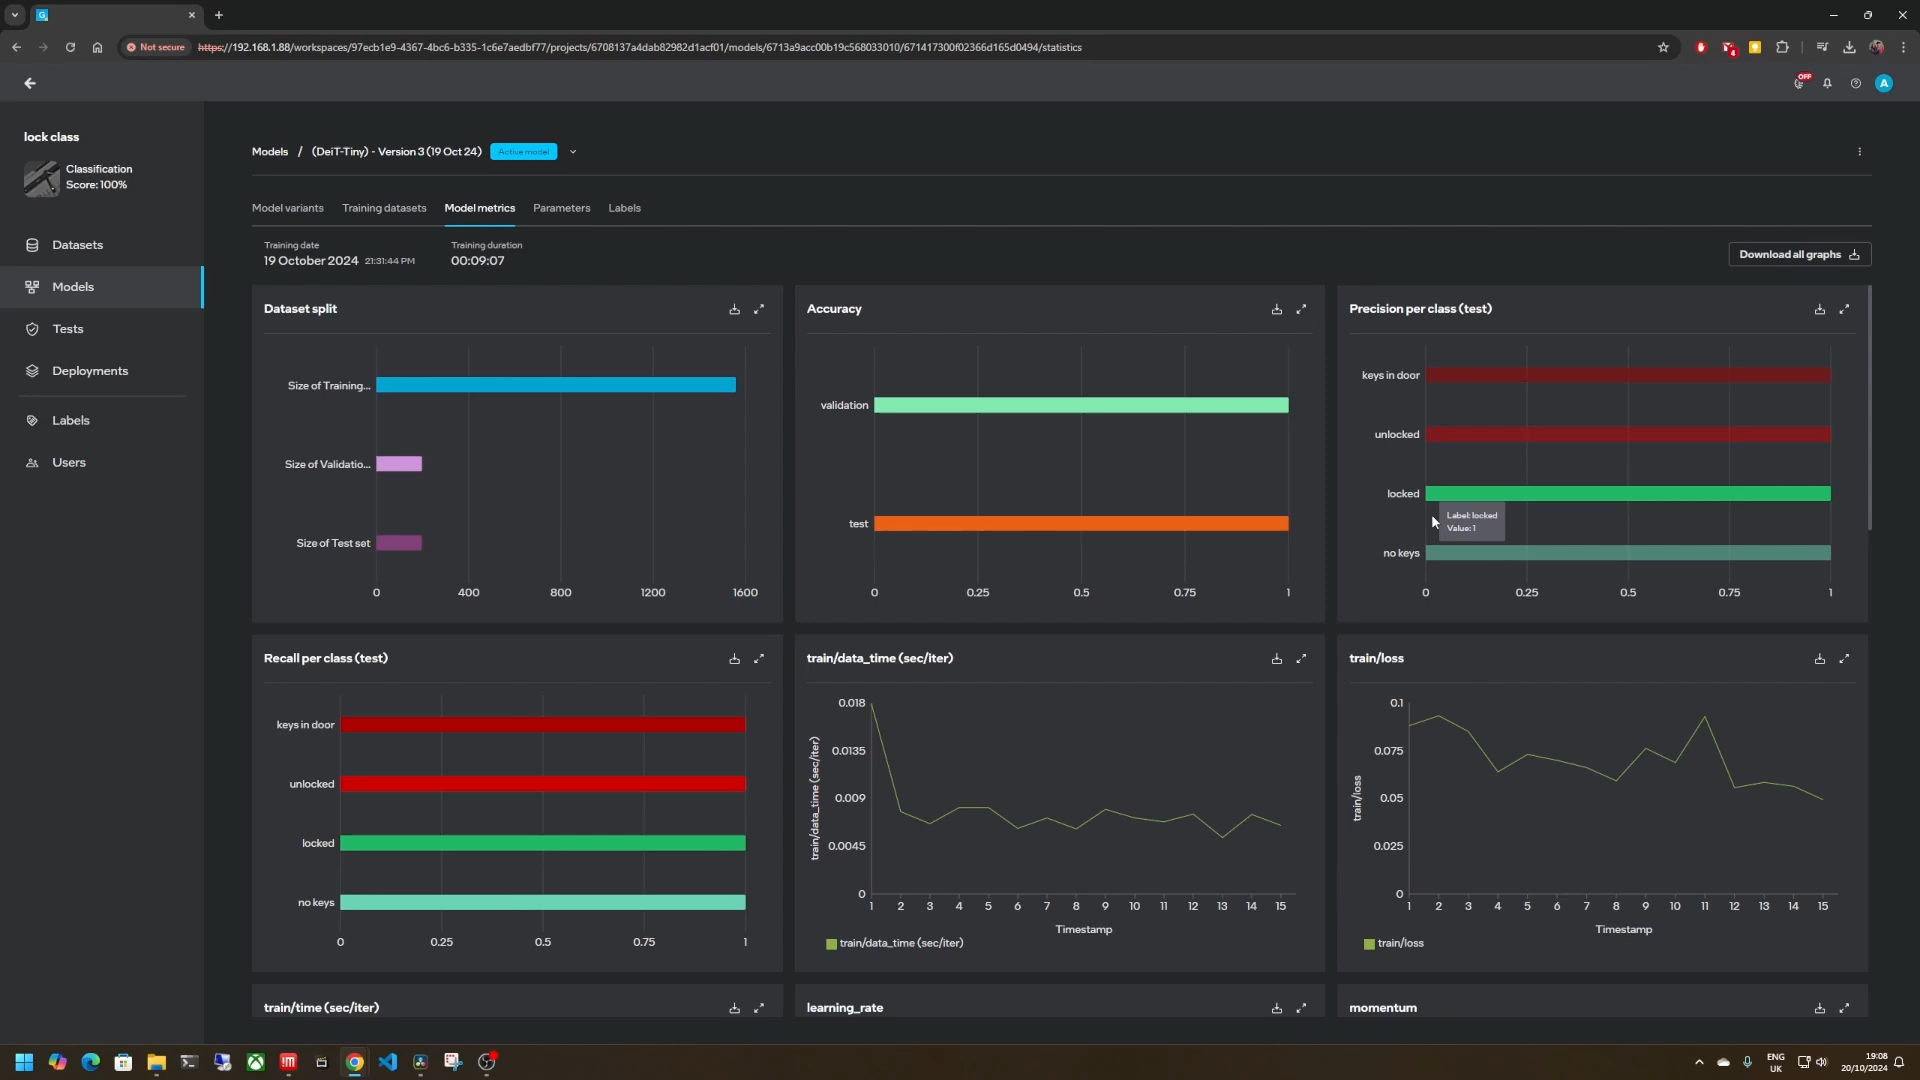 Not secure
https://192.168.1.88/workspaces/97ecb1e9-4367-4bc6-b335-1c6e7aedbf77/projects/6708137a4dab82982d1acf01/models/6713a9acc00b19c568033010/671417300f02366d165d0494/statistics
4
OFF
A
lock class
Classification
Score: 100%
Datasets
Models
Tests
Deployments
Labels
Users
Models / (DeiT-Tiny) - Version 3 (19 Oct 24) Active model
Model variants Training datasets Model metrics Parameters Labels
Training date
19 October 2024 21:31:44 PM
Training duration
00:09:07
Download all graphs
Dataset split
Size of Training...
Size of Validatio...
Size of Test set
0 400 800 1200 1600
Accuracy
validation
test
0 0.25 0.5 0.75 1
Precision per class (test)
keys in door
unlocked
locked
Label: locked
Value: 1
no keys
0 0.25 0.5 0.75 1
Recall per class (test)
keys in door
unlocked
locked
no keys
0 0.25 0.5 0.75 1
train/data_time (sec/iter)
train/data_time (sec/iter)
0.018
0.0135
0.009
0.0045
0
1 2 3 4 5 6 7 8 9 10 11 12 13 14 15
Timestamp
train/data_time (sec/iter)
train/loss
train/loss
0.1
0.075
0.05
0.025
0
1 2 3 4 5 6 7 8 9 10 11 12 13 14 15
Timestamp
train/loss
train/time (sec/iter)
learning_rate
momentum
ENG
UK
19:08
20/10/2024